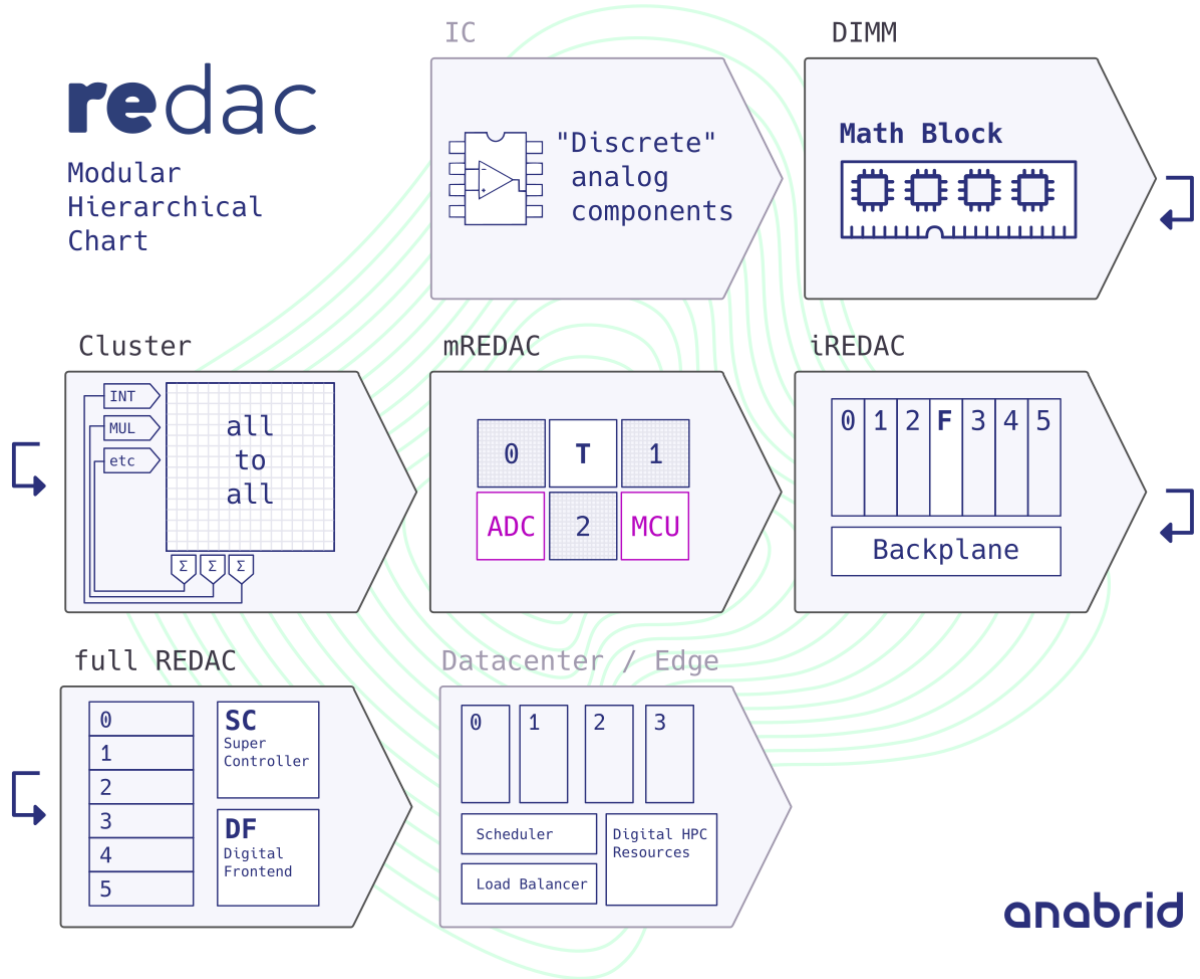 redac
Modular
Hierarchical
Chart
IC
"Discrete"
analog
components
DIMM
Math Block
Cluster
INT
MUL
etc
all
to
all
Σ Σ Σ
mREDAC
0 T 1
ADC 2 MCU
iREDAC
0 1 2 F 3 4 5
Backplane
full REDAC
0
1
2
3
4
5
SC
Super
Controller
DF
Digital
Frontend
Datacenter / Edge
0 1 2 3
Scheduler
Load Balancer
Digital HPC
Resources
anabrid